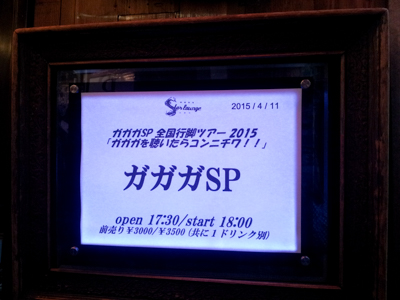 Star lounge
2015 / 4 / 11
ガガガSP 全国行脚ツアー 2015
「ガガガを聴いたらコンニチワ!!」
ガガガSP
open 17:30/start 18:00
前売り¥3000/¥3500 (共に1ドリンク別)